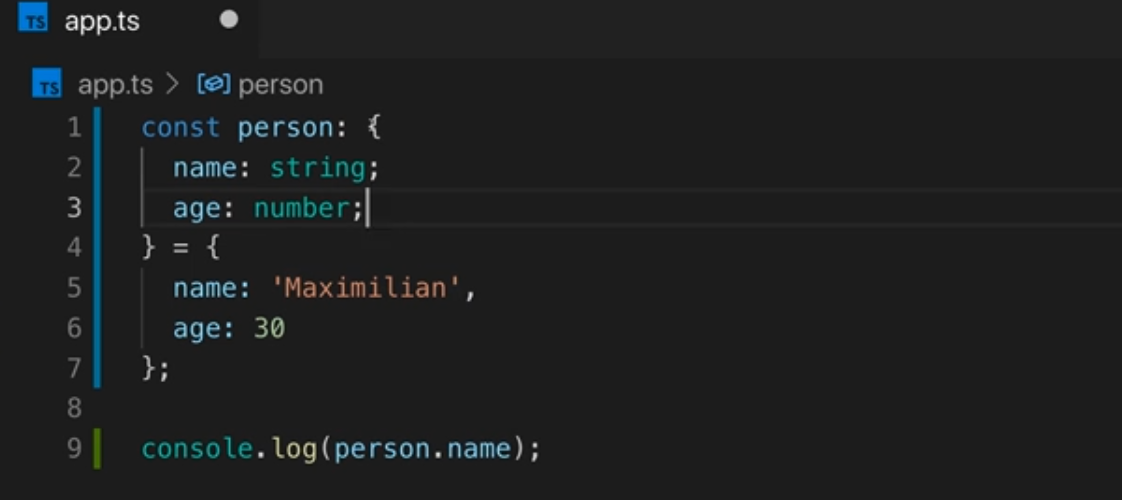 TS app.ts
TS app.ts > person
1 const person: {
2   name: string;
3   age: number;
4 } = {
5   name: 'Maximilian',
6   age: 30
7 };
8
9 console.log(person.name);